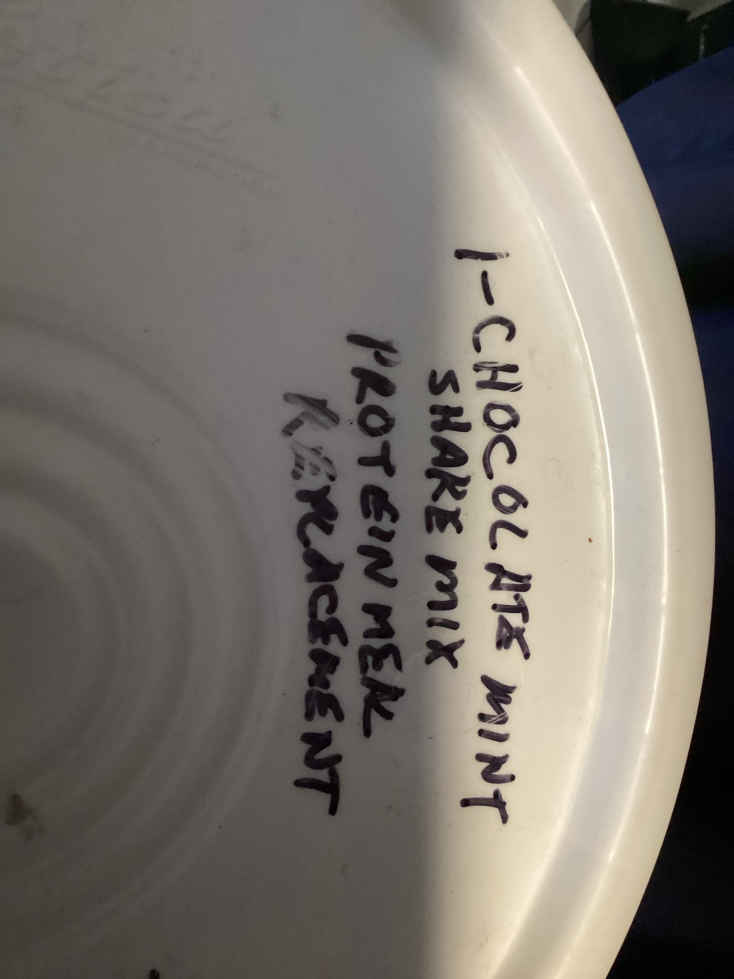 1-CHOCOLATE MINT
SHAKE MIX
PROTEIN MEAL
REPLACEMENT